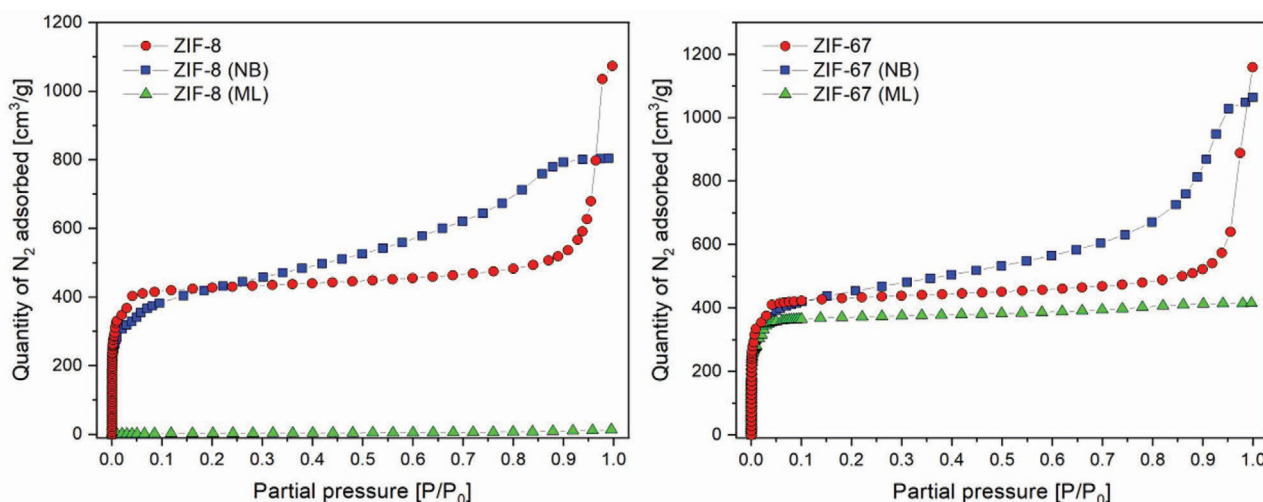 1200
1000
800
600
400
200
0
Quantity of N₂ adsorbed [cm³/g]
ZIF-8
ZIF-8 (NB)
ZIF-8 (ML)
0.0 0.1 0.2 0.3 0.4 0.5 0.6 0.7 0.8 0.9 1.0
Partial pressure [P/P₀]
1200
1000
800
600
400
200
0
Quantity of N₂ adsorbed [cm³/g]
ZIF-67
ZIF-67 (NB)
ZIF-67 (ML)
0.0 0.1 0.2 0.3 0.4 0.5 0.6 0.7 0.8 0.9 1.0
Partial pressure [P/P₀]